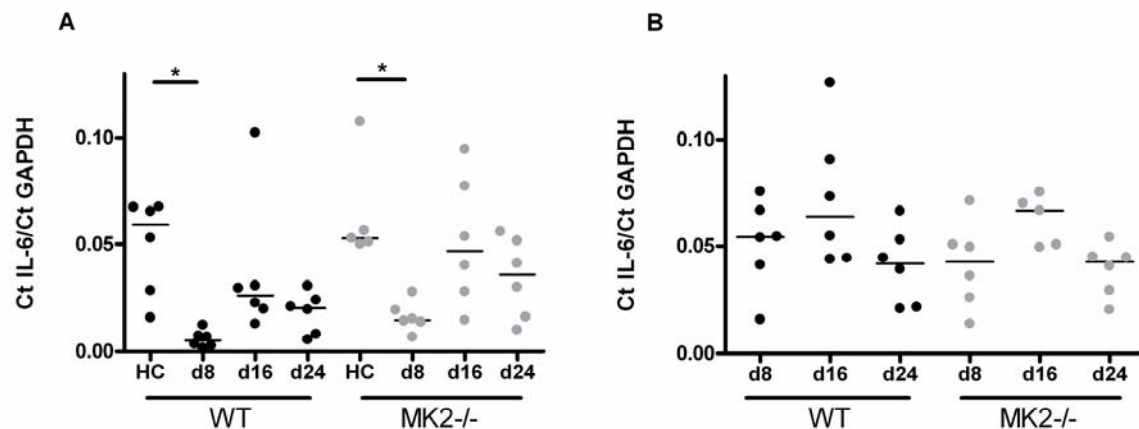 A
Ct IL-6/Ct GAPDH
0.10
0.05
0.00
* *
HC d8 d16 d24 HC d8 d16 d24
WT MK2-/-
B
Ct IL-6/Ct GAPDH
0.10
0.05
0.00
d8 d16 d24 d8 d16 d24
WT MK2-/-